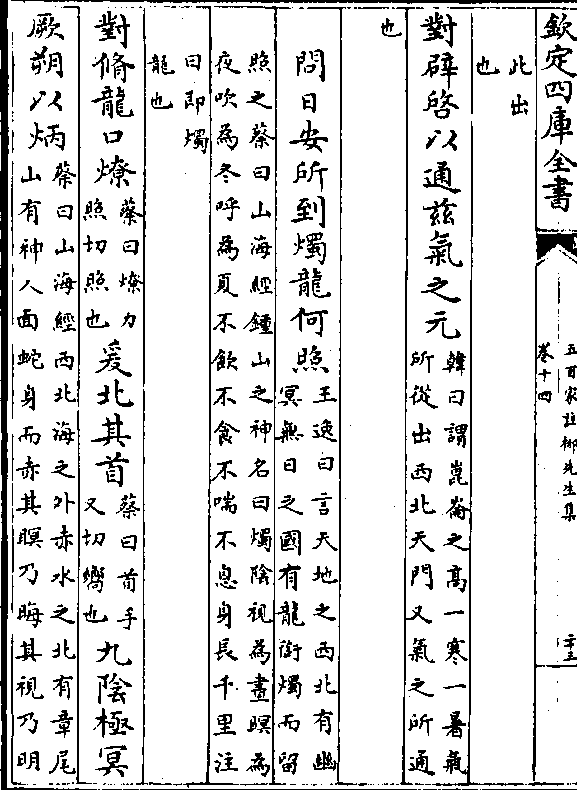 欽定四庫全書
五百家註柳先生集
卷十四
二十三
此出
也
對辟啓以通茲氣之元韓曰謂崑崙之高一寒一暑氣
所從出西北天門又氣之所通
也
問曰安所到燭龍何照王逸曰言天地之西北有幽
冥無日之國有龍銜燭而留
照之蔡曰山海經鍾山之神名曰燭陰視為晝瞑為
夜吹為冬呼為夏不飲不食不喘不息身長千里注
曰即燭
龍也
對脩龍口燎蔡曰燎力照切照也爰北其首蔡曰首手又切嚮也九陰極冥
厥朔以炳蔡曰山海經西北海之外赤水之北有章尾
山有神人面蛇身而赤其瞑乃晦其視乃明